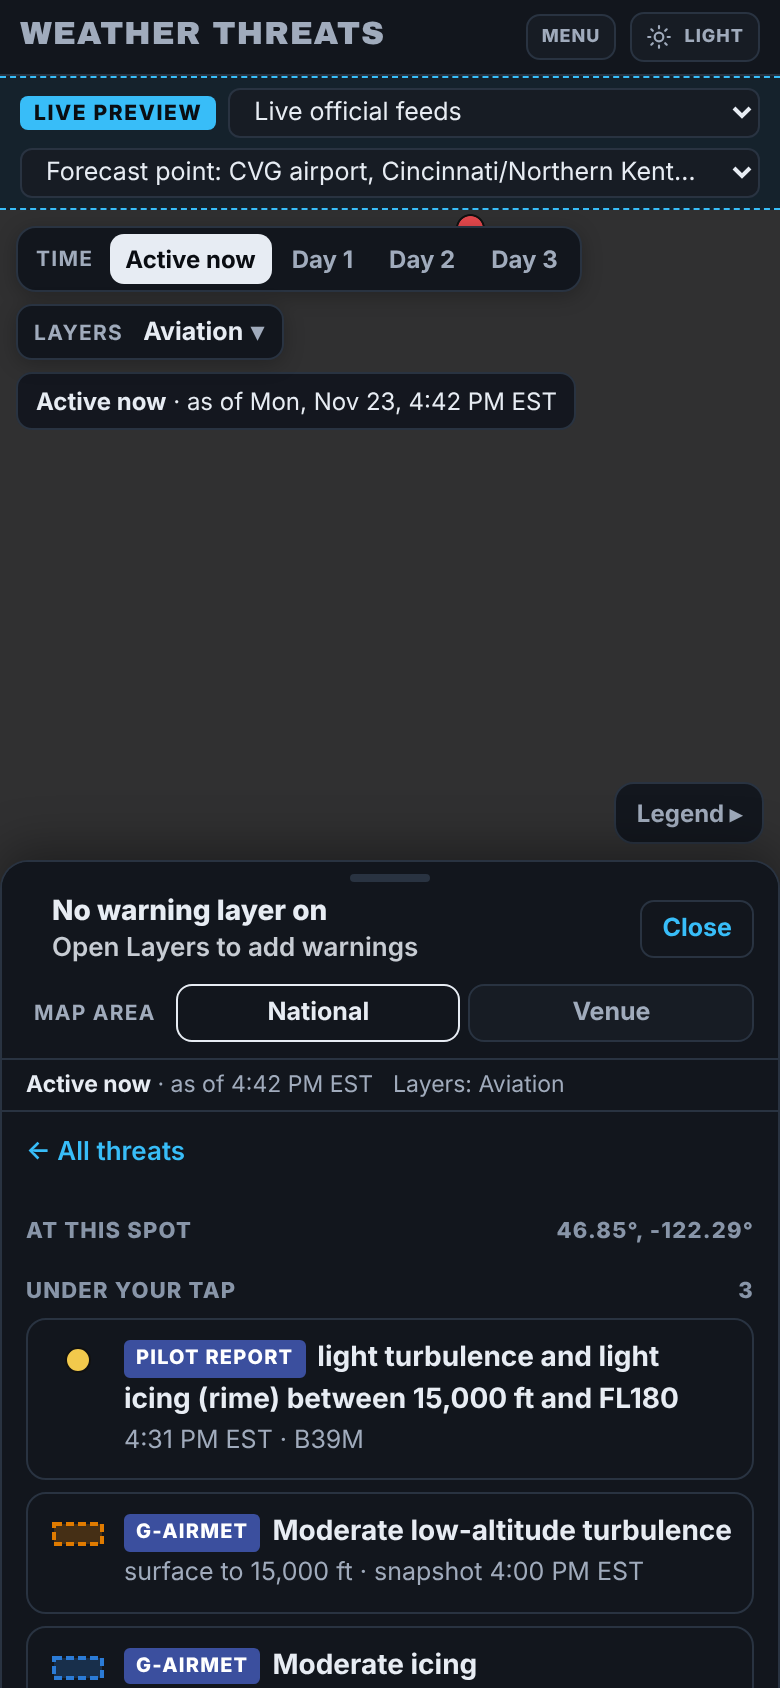 WEATHER THREATS
MENU
LIGHT
LIVE PREVIEW
Live official feeds
Forecast point: CVG airport, Cincinnati/Northern Kent...
TIME
Active now
Day 1
Day 2
Day 3
LAYERS
Aviation ▾
Active now · as of Mon, Nov 23, 4:42 PM EST
Legend ▸
No warning layer on
Open Layers to add warnings
Close
MAP AREA
National
Venue
Active now · as of 4:42 PM EST Layers: Aviation
← All threats
AT THIS SPOT
46.85°, -122.29°
UNDER YOUR TAP
3
PILOT REPORT light turbulence and light
icing (rime) between 15,000 ft and FL180
4:31 PM EST · B39M
G-AIRMET Moderate low-altitude turbulence
surface to 15,000 ft · snapshot 4:00 PM EST
G-AIRMET Moderate icing